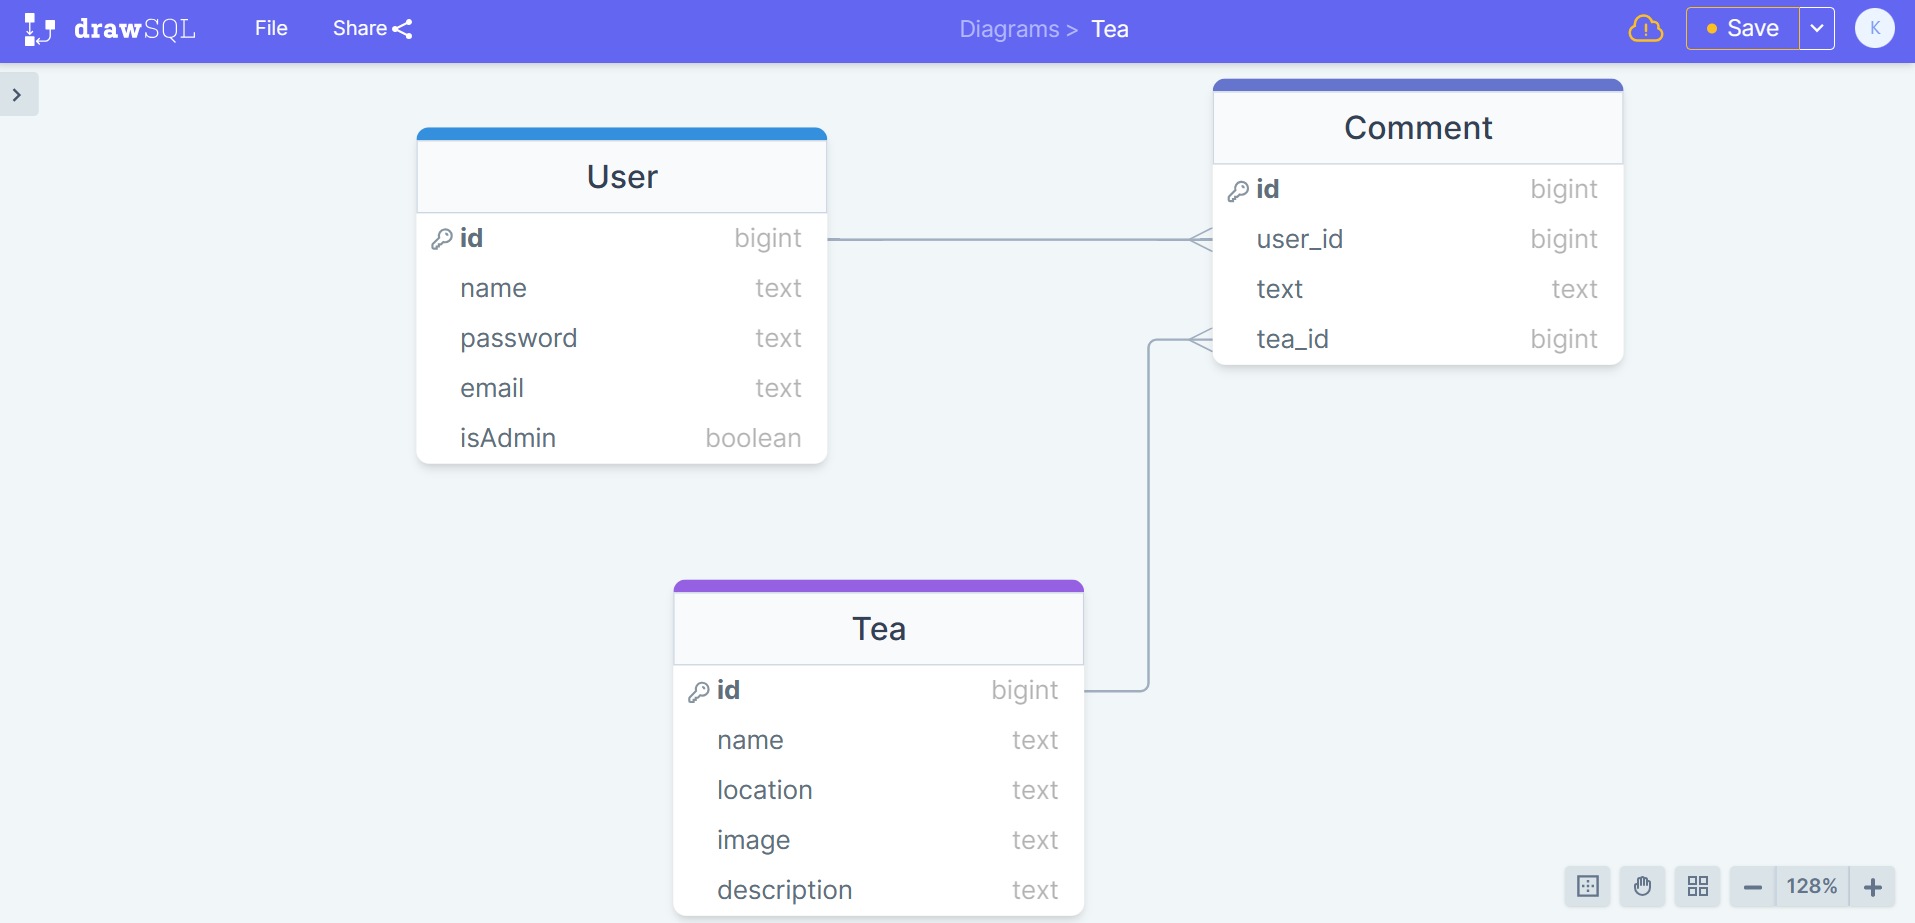 drawSQL File Share Diagrams > Tea Save K
User
id bigint
name text
password text
email text
isAdmin boolean
Comment
id bigint
user_id bigint
text text
tea_id bigint
Tea
id bigint
name text
location text
image text
description text
128%